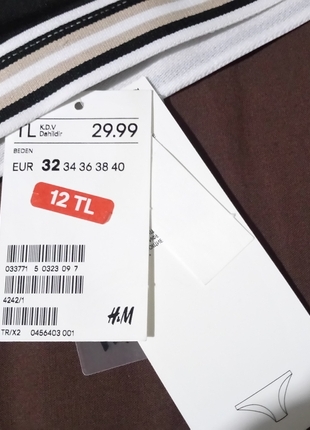 TL K.D.V Dahildir 29.99
BEDEN
EUR 32 34 36 38 40
12 TL
033771 5 0323 09 7
4242/1
H&M
TR/X2 0456403 001